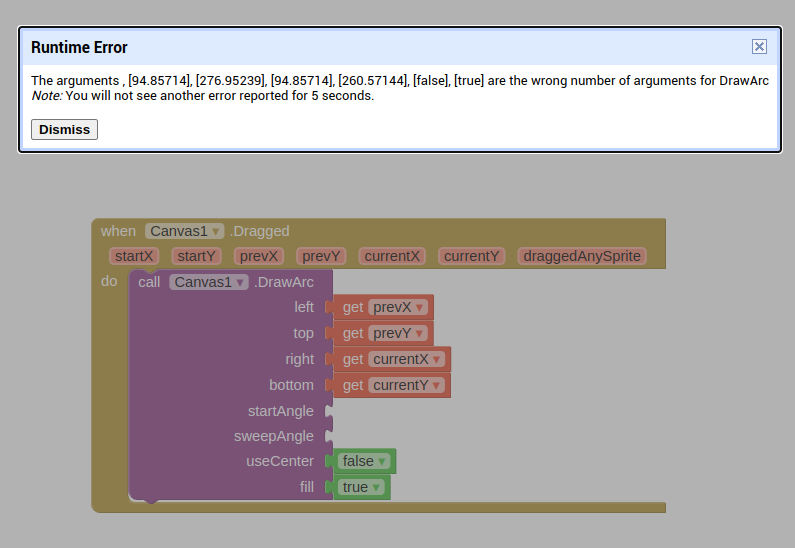 Runtime Error
The arguments , [94.85714], [276.95239], [94.85714], [260.57144], [false], [true] are the wrong number of arguments for DrawArc
Note: You will not see another error reported for 5 seconds.
Dismiss
when Canvas1 .Dragged
startX startY prevX prevY currentX currentY draggedAnySprite
do call Canvas1 .DrawArc
left get prevX
top get prevY
right get currentX
bottom get currentY
startAngle
sweepAngle
useCenter false
fill true